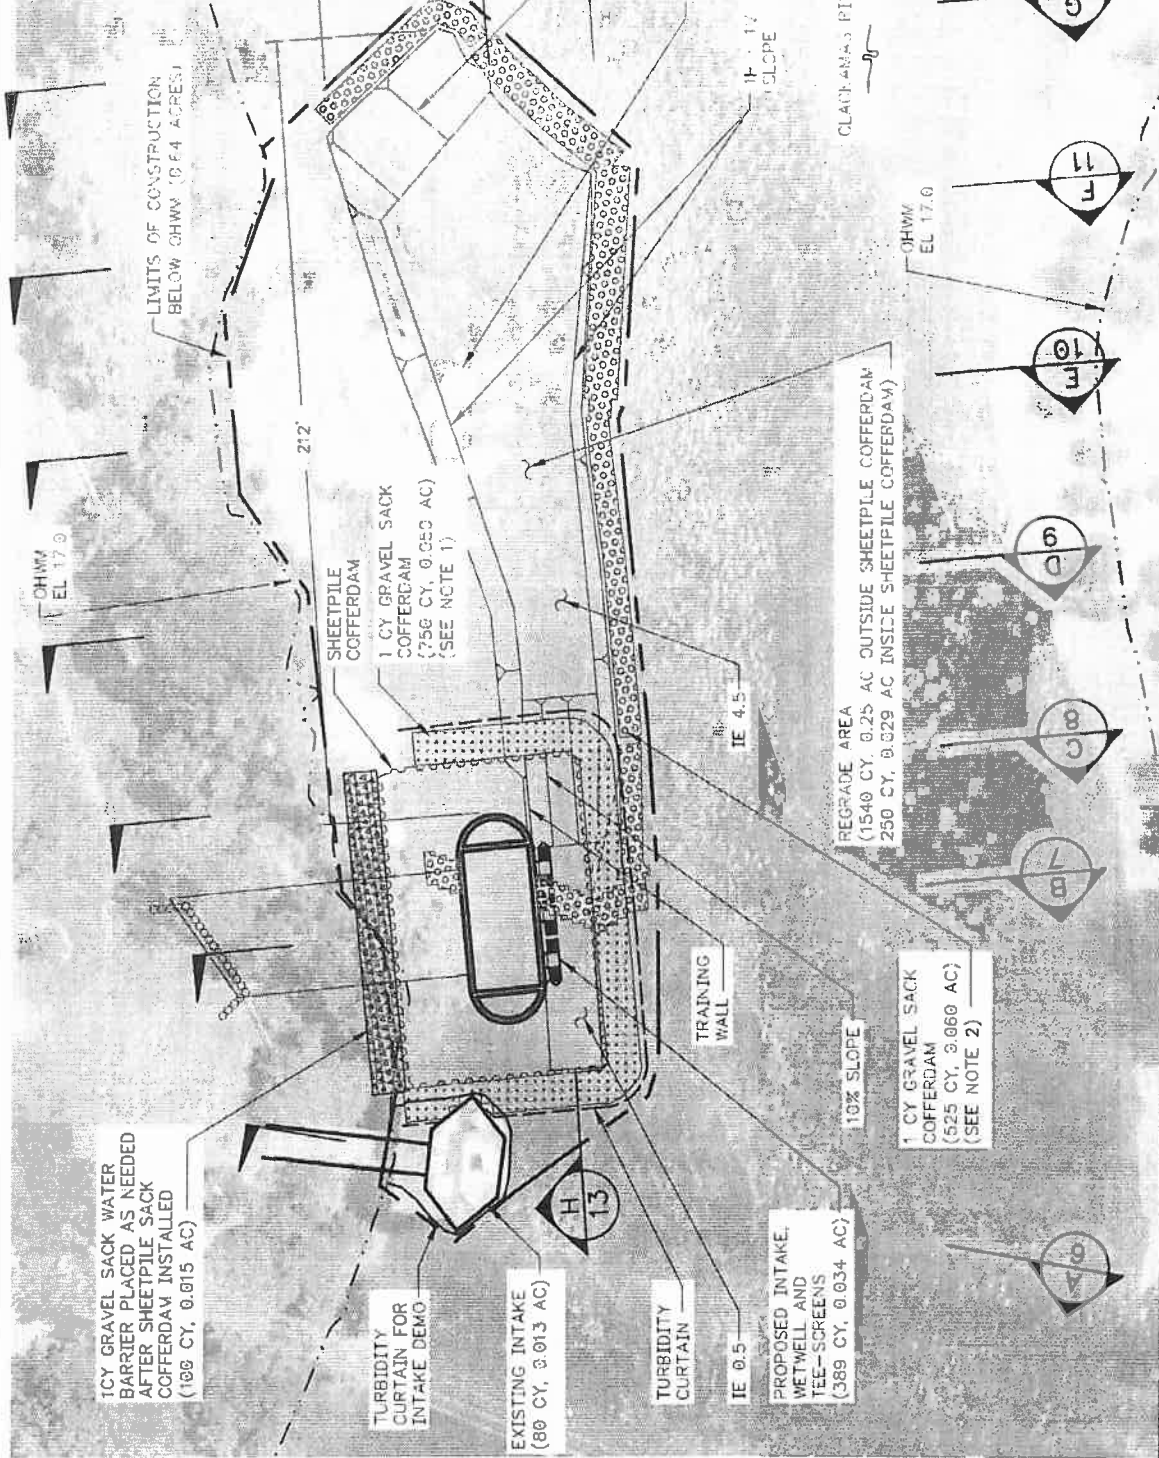 LIMITS OF CONSTRUCTION
BELOW OHWM
OHWM
EL 17.0
212'
SHEETPILE
COFFERDAM
1 CY GRAVEL SACK
COFFERDAM
(750 CY, 0.050 AC)
(SEE NOTE 1)
SLOPE
OHWM
EL 17.0
1CY GRAVEL SACK WATER
BARRIER PLACED AS NEEDED
AFTER SHEETPILE SACK
COFFERDAM INSTALLED
(100 CY, 0.015 AC)
TURBIDITY
CURTAIN FOR
INTAKE DEMO
EXISTING INTAKE
(80 CY, 0.013 AC)
TURBIDITY
CURTAIN
IE 0.5
PROPOSED INTAKE,
WETWELL AND
TEE-SCREENS
(389 CY, 0.034 AC)
TRAINING
WALL
10% SLOPE
1 CY GRAVEL SACK
COFFERDAM
(525 CY, 0.060 AC)
(SEE NOTE 2)
IE 4.5
REGRADE AREA
(1540 CY, 0.25 AC OUTSIDE SHEETPILE COFFERDAM
250 CY, 0.029 AC INSIDE SHEETPILE COFFERDAM)
H
13
A
6
B
7
C
8
D
9
E
10
F
11
G